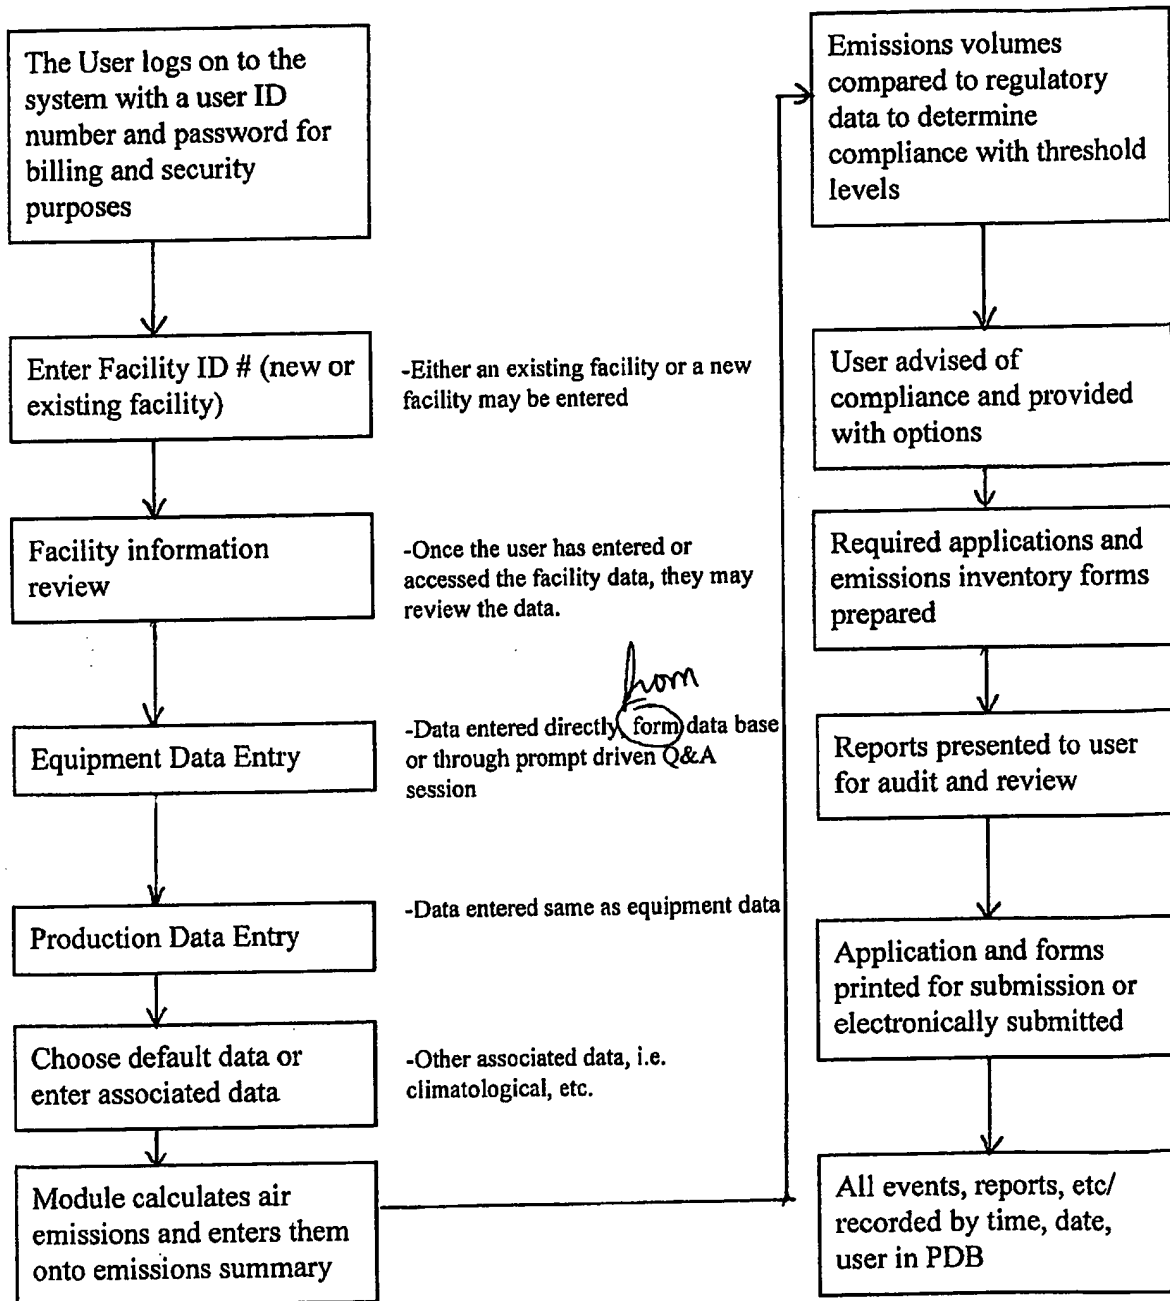 The User logs on to the
system with a user ID
number and password for
billing and security
purposes
Enter Facility ID # (new or
existing facility)
-Either an existing facility or a new
facility may be entered
Facility information
review
-Once the user has entered or
accessed the facility data, they may
review the data.
from
Equipment Data Entry
-Data entered directly, form data base
or through prompt driven Q&A
session
Production Data Entry
-Data entered same as equipment data
Choose default data or
enter associated data
-Other associated data, i.e.
climatological, etc.
Module calculates air
emissions and enters them
onto emissions summary
Emissions volumes
compared to regulatory
data to determine
compliance with threshold
levels
User advised of
compliance and provided
with options
Required applications and
emissions inventory forms
prepared
Reports presented to user
for audit and review
Application and forms
printed for submission or
electronically submitted
All events, reports, etc/
recorded by time, date,
user in PDB